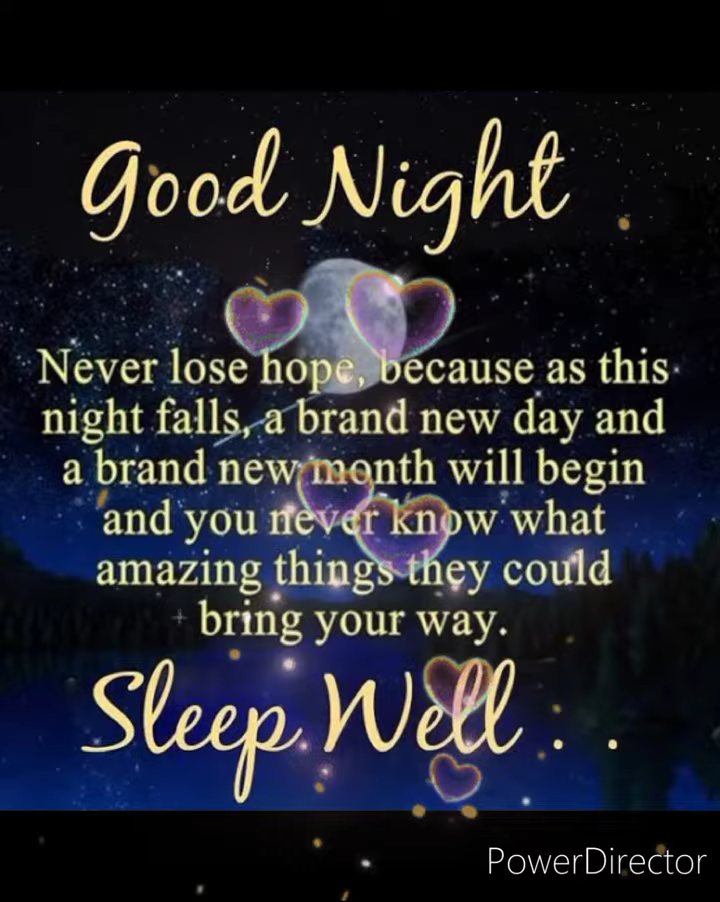 Good Night
Never lose hope, because as this
night falls, a brand new day and
a brand new month will begin
and you never know what
amazing things they could
bring your way.
Sleep Well . .
PowerDirector